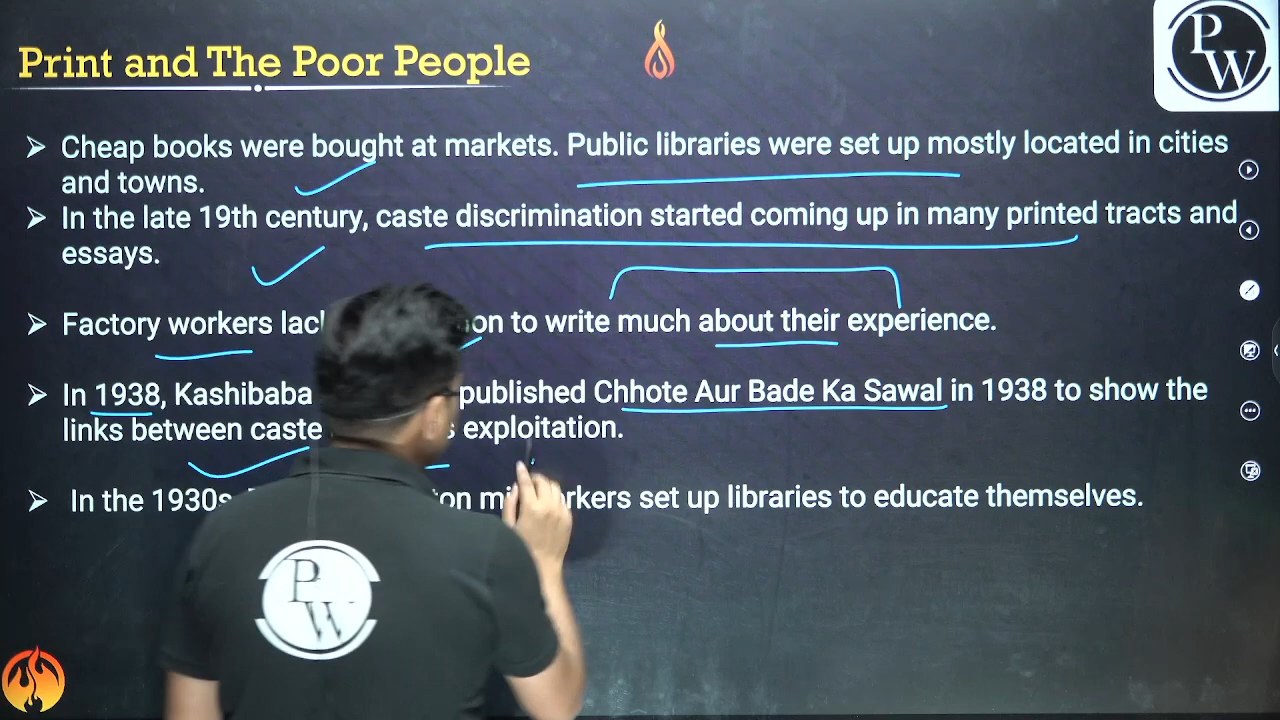 Print and The Poor People
PW
➤ Cheap books were bought at markets. Public libraries were set up mostly located in cities
and towns.
➤ In the late 19th century, caste discrimination started coming up in many printed tracts and
essays.
➤ Factory workers to write much about their experience.
➤ In 1938, Kashibaba published Chhote Aur Bade Ka Sawal in 1938 to show the
links between caste exploitation.
➤ In the 1930s set up libraries to educate themselves.
PW